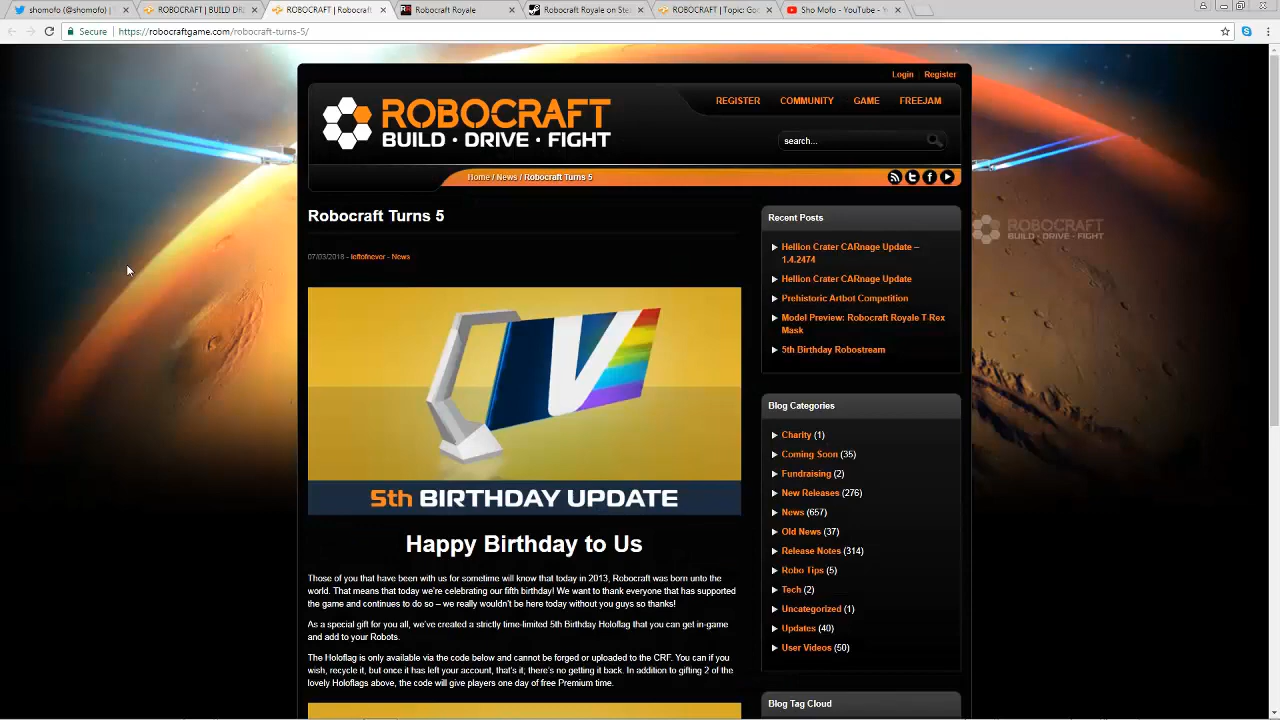 shomofo (@shomofo) | T
ROBOCRAFT | BUILD DR
ROBOCRAFT | Robocraft
Robocraft Royale
Robocraft Royale on Ste
ROBOCRAFT | Topic: Go
Sho Mofo - YouTube - Y
Secure https://robocraftgame.com/robocraft-turns-5/
Login Register
REGISTER COMMUNITY GAME FREEJAM
ROBOCRAFT
BUILD · DRIVE · FIGHT
search...
Home / News / Robocraft Turns 5
ROBOCRAFT
BUILD · DRIVE · FIGHT
Robocraft Turns 5
07/03/2018 - loftofnever - News
V
5th BIRTHDAY UPDATE
Happy Birthday to Us
Those of you that have been with us for sometime will know that today in 2013, Robocraft was born unto the
world. That means that today we're celebrating our fifth birthday! We want to thank everyone that has supported
the game and continues to do so – we really wouldn't be here today without you guys so thanks!
As a special gift for you all, we've created a strictly time-limited 5th Birthday Holoflag that you can get in-game
and add to your Robots.
The Holoflag is only available via the code below and cannot be forged or uploaded to the CRF. You can if you
wish, recycle it, but once it has left your account, that's it; there's no getting it back. In addition to gifting 2 of the
lovely Holoflags above, the code will give players one day of free Premium time.
Recent Posts
Hellion Crater CARnage Update –
1.4.2474
Hellion Crater CARnage Update
Prehistoric Artbot Competition
Model Preview: Robocraft Royale T-Rex
Mask
5th Birthday Robostream
Blog Categories
Charity (1)
Coming Soon (35)
Fundraising (2)
New Releases (276)
News (657)
Old News (37)
Release Notes (314)
Robo Tips (5)
Tech (2)
Uncategorized (1)
Updates (40)
User Videos (50)
Blog Tag Cloud